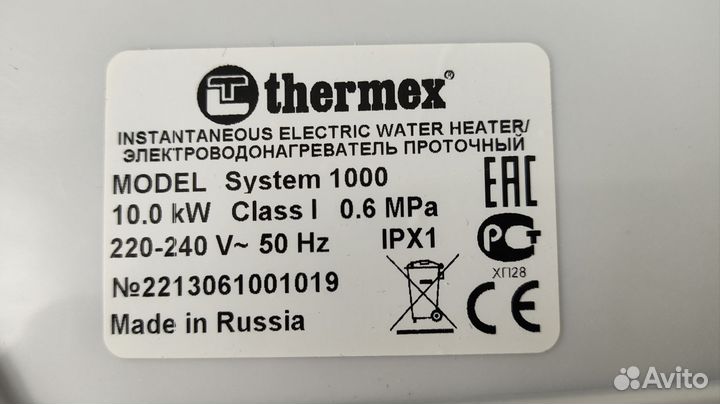 thermex®
INSTANTANEOUS ELECTRIC WATER HEATER/
ЭЛЕКТРОВОДОНАГРЕВАТЕЛЬ ПРОТОЧНЫЙ
MODEL System 1000
10.0 kW Class I 0.6 MPa
220-240 V~ 50 Hz IPX1
№2213061001019
Made in Russia
EAC
РСТ
ХП28
CE
Avito